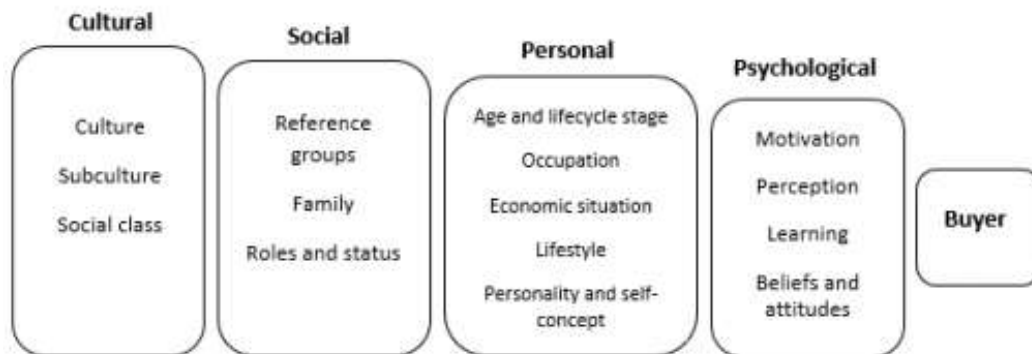 Cultural
Culture
Subculture
Social class
Social
Reference
groups
Family
Roles and status
Personal
Age and lifecycle stage
Occupation
Economic situation
Lifestyle
Personality and self-
concept
Psychological
Motivation
Perception
Learning
Beliefs and
attitudes
Buyer